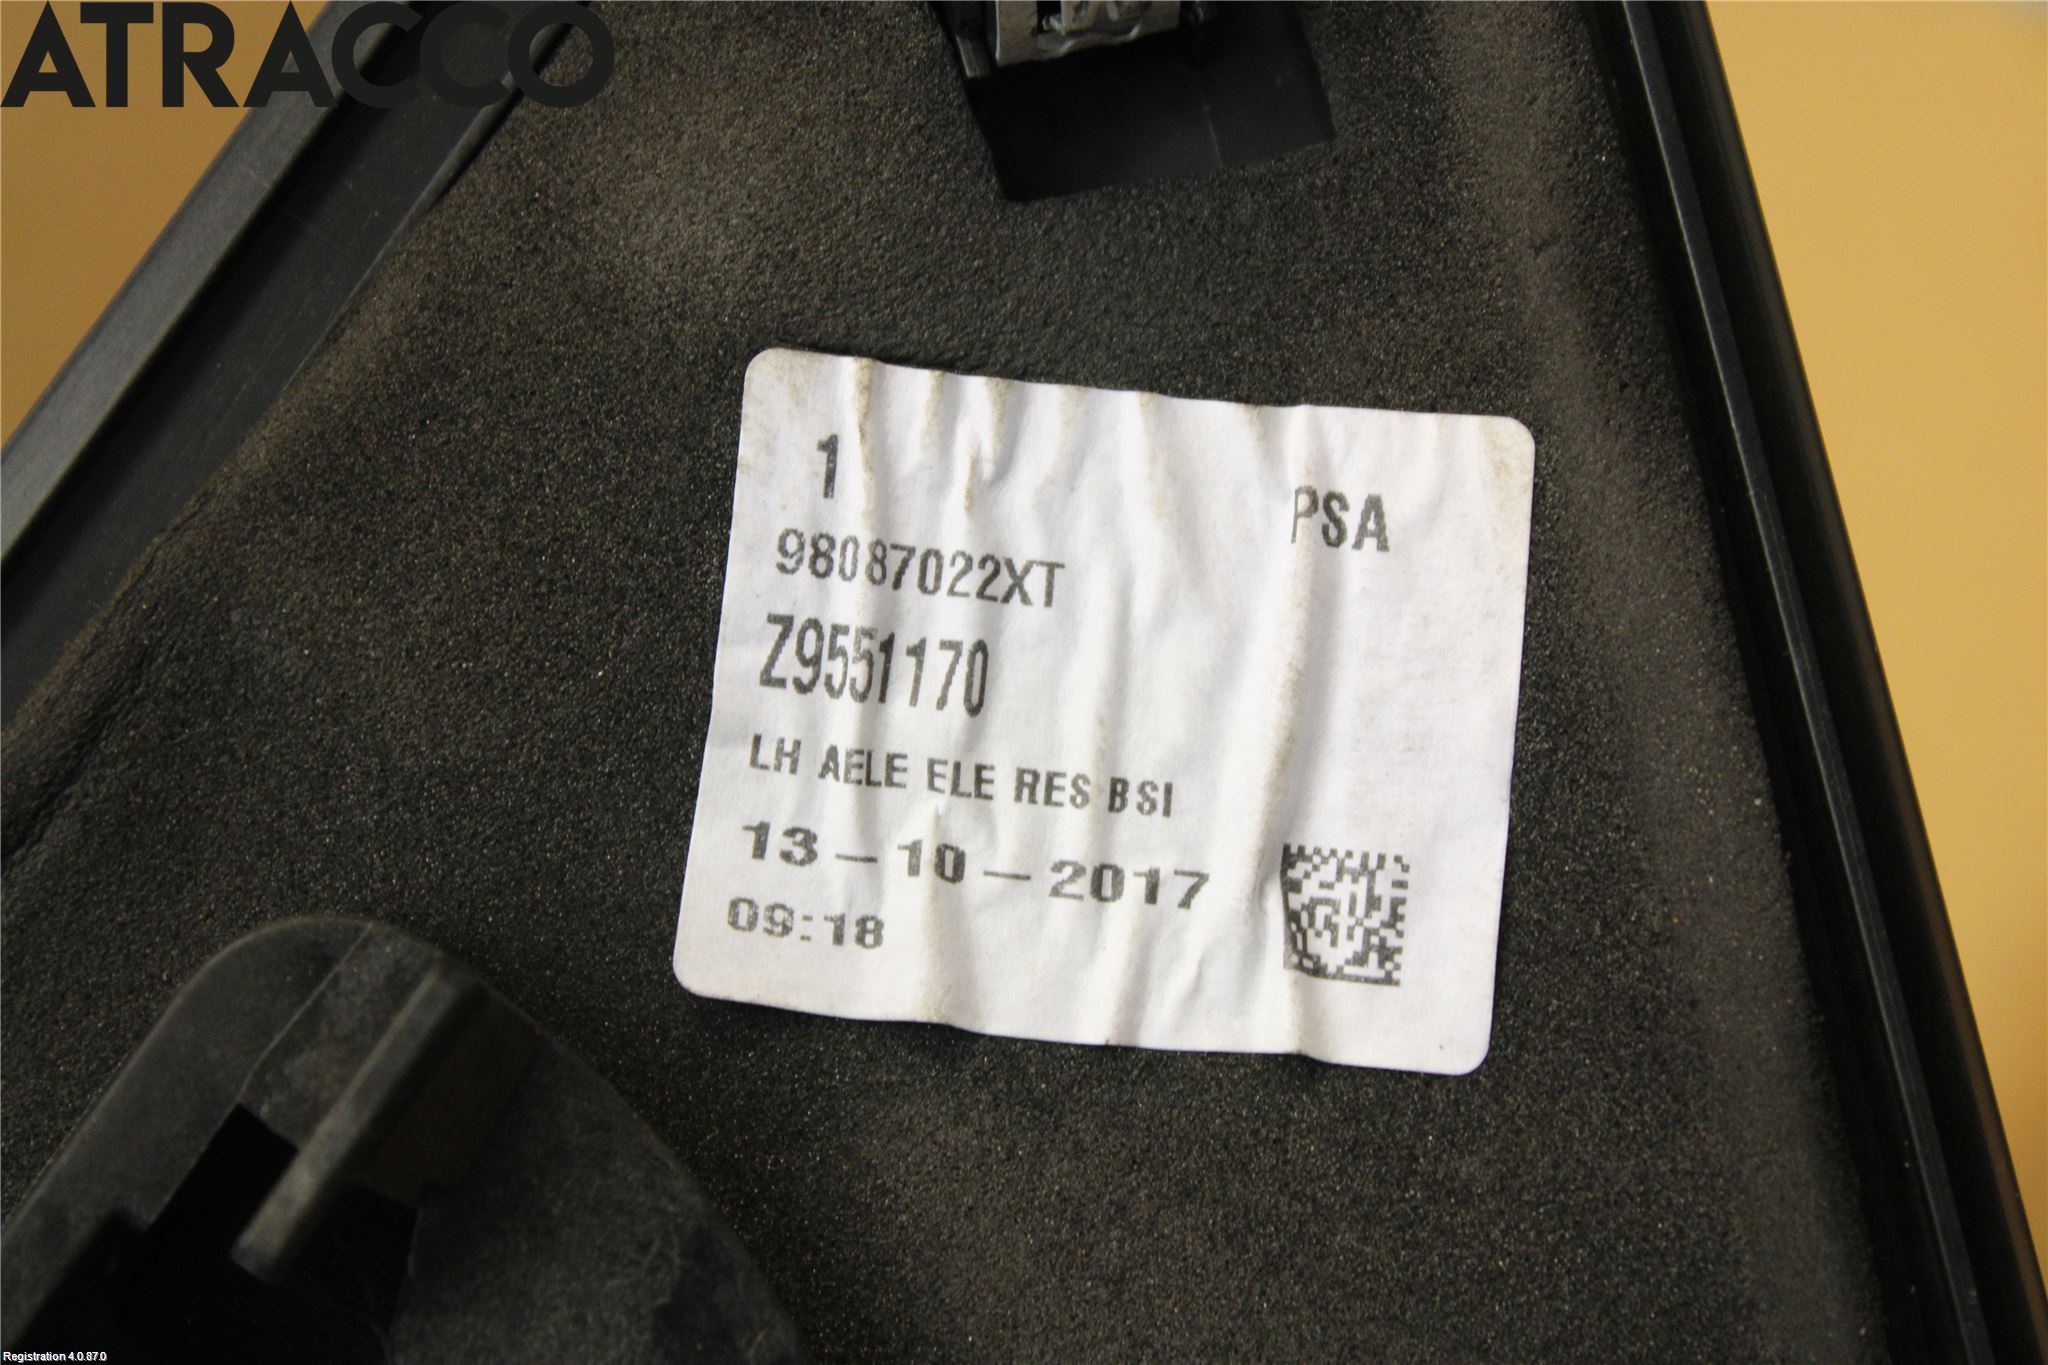 ATRACCO
1
PSA
98087022XT
Z9551170
LH AELE ELE RES BSI
13-10-2017
09:18
Registration 4.0.87.0